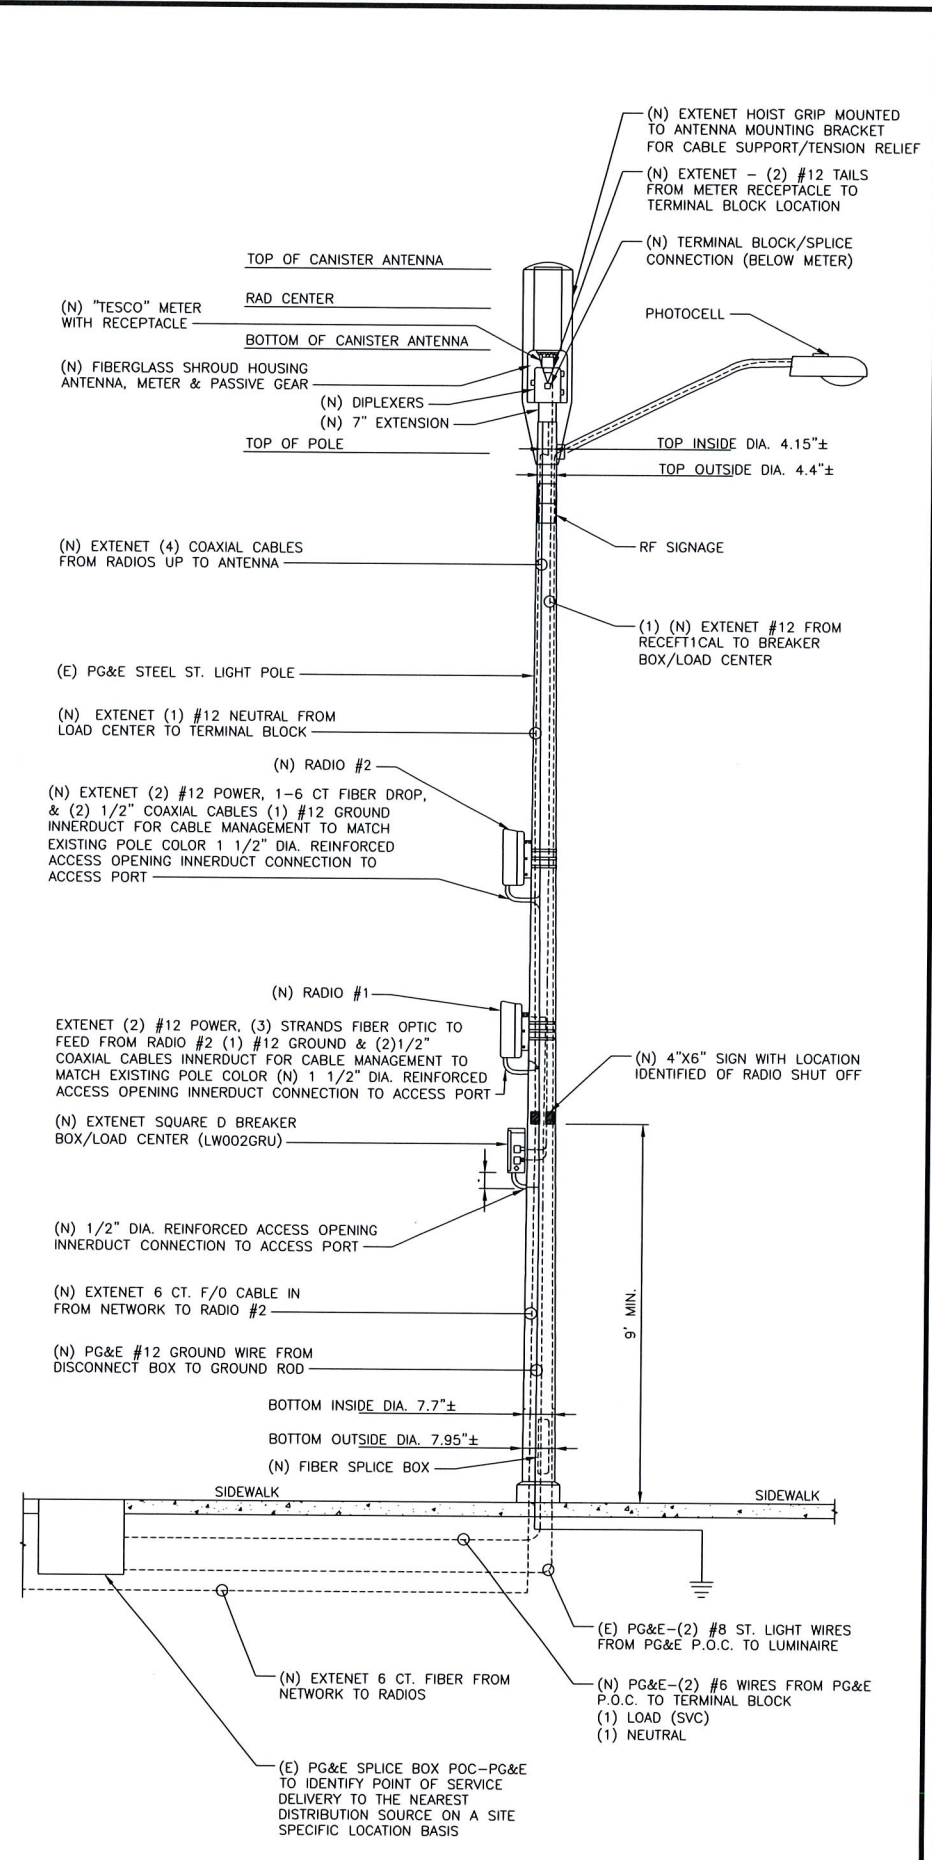 (N) EXTENET HOIST GRIP MOUNTED
TO ANTENNA MOUNTING BRACKET
FOR CABLE SUPPORT/TENSION RELIEF
(N) EXTENET - (2) #12 TAILS
FROM METER RECEPTACLE TO
TERMINAL BLOCK LOCATION
(N) TERMINAL BLOCK/SPLICE
CONNECTION (BELOW METER)
TOP OF CANISTER ANTENNA
RAD CENTER
(N) "TESCO" METER
WITH RECEPTACLE
PHOTOCELL
BOTTOM OF CANISTER ANTENNA
(N) FIBERGLASS SHROUD HOUSING
ANTENNA, METER & PASSIVE GEAR
(N) DIPLEXERS
(N) 7" EXTENSION
TOP OF POLE
TOP INSIDE DIA. 4.15"±
TOP OUTSIDE DIA. 4.4"±
(N) EXTENET (4) COAXIAL CABLES
FROM RADIOS UP TO ANTENNA
RF SIGNAGE
(1) (N) EXTENET #12 FROM
RECEFT1CAL TO BREAKER
BOX/LOAD CENTER
(E) PG&E STEEL ST. LIGHT POLE
(N) EXTENET (1) #12 NEUTRAL FROM
LOAD CENTER TO TERMINAL BLOCK
(N) RADIO #2
(N) EXTENET (2) #12 POWER, 1-6 CT FIBER DROP,
& (2) 1/2" COAXIAL CABLES (1) #12 GROUND
INNERDUCT FOR CABLE MANAGEMENT TO MATCH
EXISTING POLE COLOR 1 1/2" DIA. REINFORCED
ACCESS OPENING INNERDUCT CONNECTION TO
ACCESS PORT
(N) RADIO #1
EXTENET (2) #12 POWER, (3) STRANDS FIBER OPTIC TO
FEED FROM RADIO #2 (1) #12 GROUND & (2)1/2"
COAXIAL CABLES INNERDUCT FOR CABLE MANAGEMENT TO
MATCH EXISTING POLE COLOR (N) 1 1/2" DIA. REINFORCED
ACCESS OPENING INNERDUCT CONNECTION TO ACCESS PORT
(N) 4"X6" SIGN WITH LOCATION
IDENTIFIED OF RADIO SHUT OFF
(N) EXTENET SQUARE D BREAKER
BOX/LOAD CENTER (LW002GRU)
(N) 1/2" DIA. REINFORCED ACCESS OPENING
INNERDUCT CONNECTION TO ACCESS PORT
(N) EXTENET 6 CT. F/O CABLE IN
FROM NETWORK TO RADIO #2
9' MIN.
(N) PG&E #12 GROUND WIRE FROM
DISCONNECT BOX TO GROUND ROD
BOTTOM INSIDE DIA. 7.7"±
BOTTOM OUTSIDE DIA. 7.95"±
(N) FIBER SPLICE BOX
SIDEWALK
SIDEWALK
(E) PG&E-(2) #8 ST. LIGHT WIRES
FROM PG&E P.O.C. TO LUMINAIRE
(N) EXTENET 6 CT. FIBER FROM
NETWORK TO RADIOS
(N) PG&E-(2) #6 WIRES FROM PG&E
P.O.C. TO TERMINAL BLOCK
(1) LOAD (SVC)
(1) NEUTRAL
(E) PG&E SPLICE BOX POC-PG&E
TO IDENTIFY POINT OF SERVICE
DELIVERY TO THE NEAREST
DISTRIBUTION SOURCE ON A SITE
SPECIFIC LOCATION BASIS